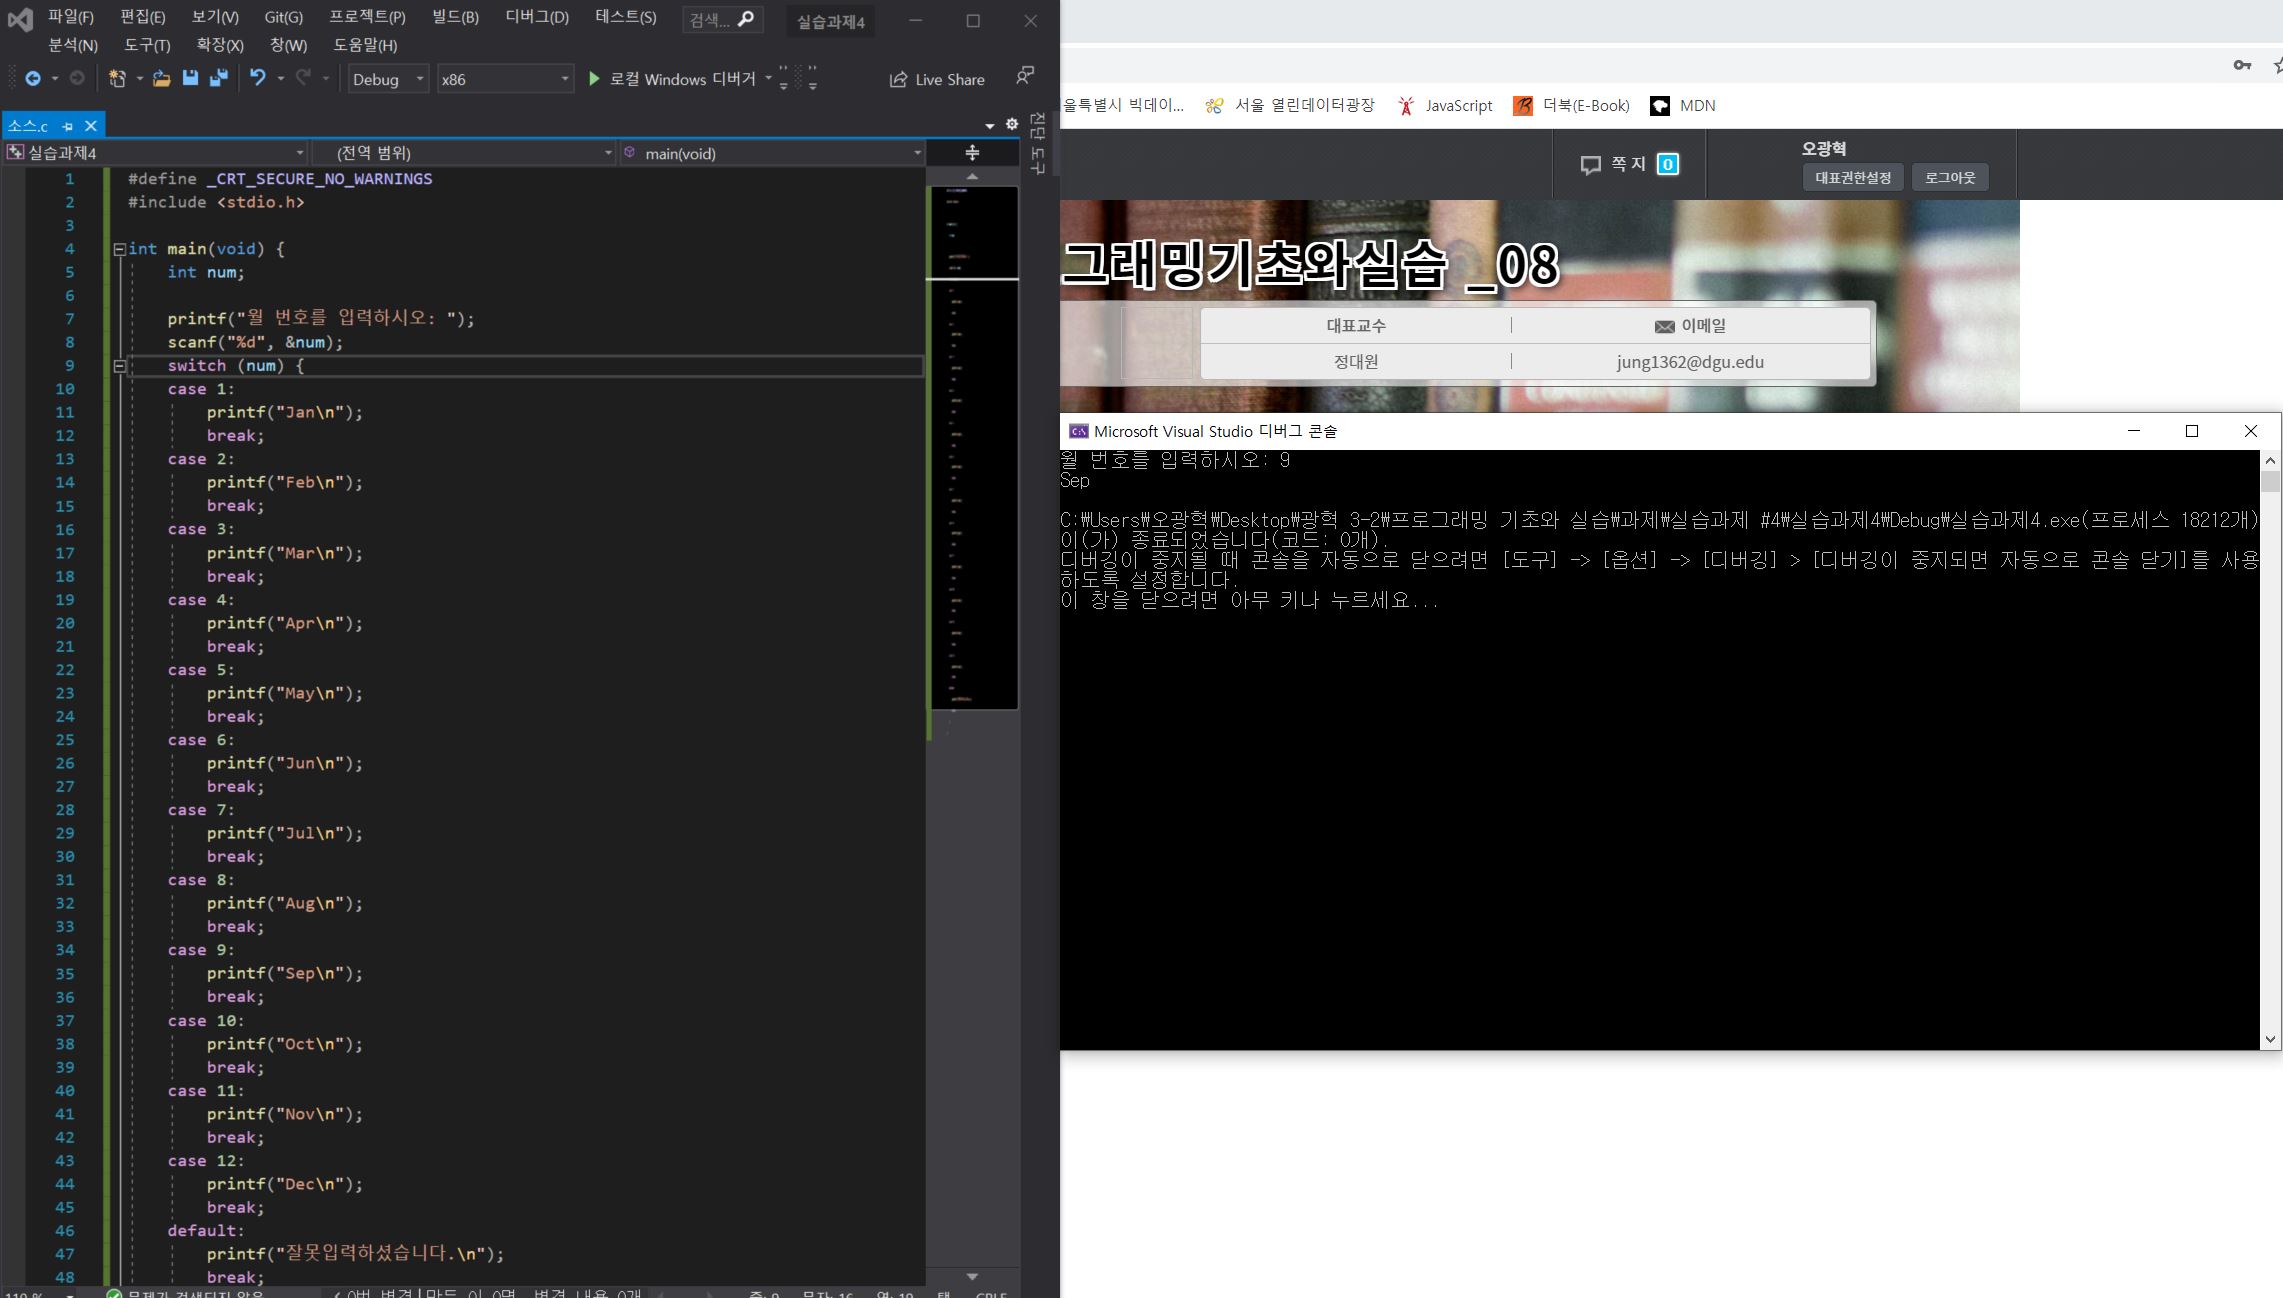 파일(F) 편집(E) 보기(V) Git(G) 프로젝트(P) 빌드(B) 디버그(D) 테스트(S) 검색... 실습과제4
분석(N) 도구(T) 확장(X) 창(W) 도움말(H)
Debug x86 로컬 Windows 디버거 Live Share
소스.c
진단 도구
실습과제4 (전역 범위) main(void)
1 #define _CRT_SECURE_NO_WARNINGS
2 #include <stdio.h>
3
4 int main(void) {
5 int num;
6
7 printf("월 번호를 입력하시오: ");
8 scanf("%d", &num);
9 switch (num) {
10 case 1:
11 printf("Jan\n");
12 break;
13 case 2:
14 printf("Feb\n");
15 break;
16 case 3:
17 printf("Mar\n");
18 break;
19 case 4:
20 printf("Apr\n");
21 break;
22 case 5:
23 printf("May\n");
24 break;
25 case 6:
26 printf("Jun\n");
27 break;
28 case 7:
29 printf("Jul\n");
30 break;
31 case 8:
32 printf("Aug\n");
33 break;
34 case 9:
35 printf("Sep\n");
36 break;
37 case 10:
38 printf("Oct\n");
39 break;
40 case 11:
41 printf("Nov\n");
42 break;
43 case 12:
44 printf("Dec\n");
45 break;
46 default:
47 printf("잘못입력하셨습니다.\n");
48 break;
울특별시 빅데이... 서울 열린데이터광장 JavaScript 더북(E-Book) MDN
쪽지 0
오광혁
대표권한설정 로그아웃
그래밍기초와실습 _08
대표교수 | 이메일
정대원 | jung1362@dgu.edu
Microsoft Visual Studio 디버그 콘솔
월 번호를 입력하시오: 9
Sep
C:\Users\오광혁\Desktop\광혁 3-2\프로그래밍 기초와 실습\과제\실습과제 #4\실습과제4\Debug\실습과제4.exe(프로세스 18212개)
이(가) 종료되었습니다(코드: 0개).
디버깅이 중지될 때 콘솔을 자동으로 닫으려면 [도구] -> [옵션] -> [디버깅] > [디버깅이 중지되면 자동으로 콘솔 닫기]를 사용
하도록 설정합니다.
이 창을 닫으려면 아무 키나 누르세요...